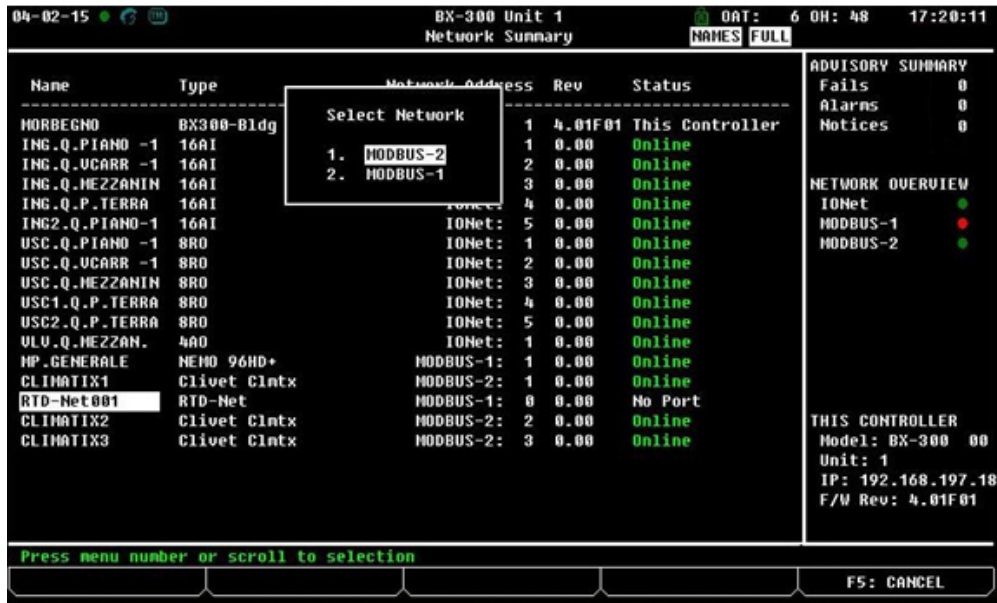 04-02-15 BX-300 Unit 1 OAT: 6 OH: 48 17:20:11
Network Summary NAMES FULL
Name Type Network Address Rev Status
MORBEGNO BX300-Bldg 1 4.01F01 This Controller
ING.Q.PIANO -1 16AI 1 0.00 Online
ING.Q.VCARR -1 16AI 2 0.00 Online
ING.Q.MEZZANIN 16AI 3 0.00 Online
ING.Q.P.TERRA 16AI IONet: 4 0.00 Online
ING2.Q.PIANO-1 16AI IONet: 5 0.00 Online
USC.Q.PIANO -1 8RO IONet: 1 0.00 Online
USC.Q.VCARR -1 8RO IONet: 2 0.00 Online
USC.Q.MEZZANIN 8RO IONet: 3 0.00 Online
USC1.Q.P.TERRA 8RO IONet: 4 0.00 Online
USC2.Q.P.TERRA 8RO IONet: 5 0.00 Online
VLV.Q.MEZZAN. 4AO IONet: 1 0.00 Online
MP.GENERALE NEMO 96HD+ MODBUS-1: 1 0.00 Online
CLIMATIX1 Clivet Clmtx MODBUS-2: 1 0.00 Online
RTD-Net001 RTD-Net MODBUS-1: 0 0.00 No Port
CLIMATIX2 Clivet Clmtx MODBUS-2: 2 0.00 Online
CLIMATIX3 Clivet Clmtx MODBUS-2: 3 0.00 Online
Select Network
1. MODBUS-2
2. MODBUS-1
ADVISORY SUMMARY
Fails 0
Alarms 0
Notices 0
NETWORK OVERVIEW
IONet
MODBUS-1
MODBUS-2
THIS CONTROLLER
Model: BX-300 00
Unit: 1
IP: 192.168.197.18
F/W Rev: 4.01F01
Press menu number or scroll to selection
F5: CANCEL